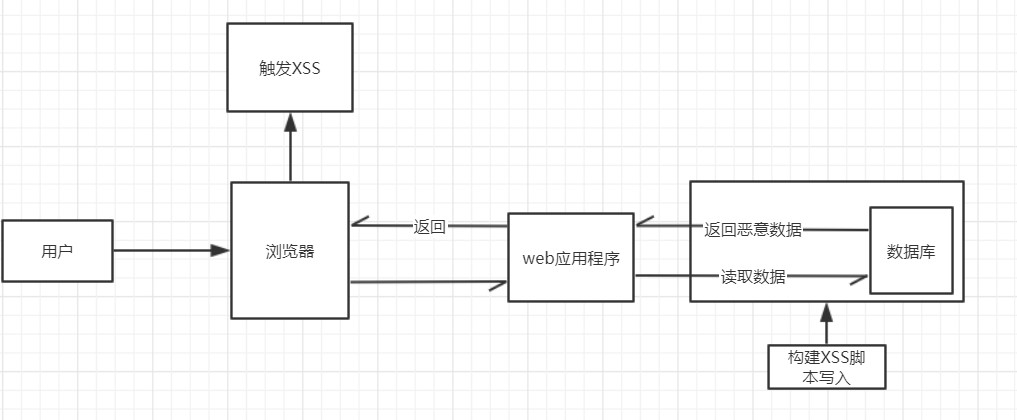 触发XSS
用户
浏览器
返回
web应用程序
返回恶意数据
读取数据
数据库
构建XSS脚
本写入